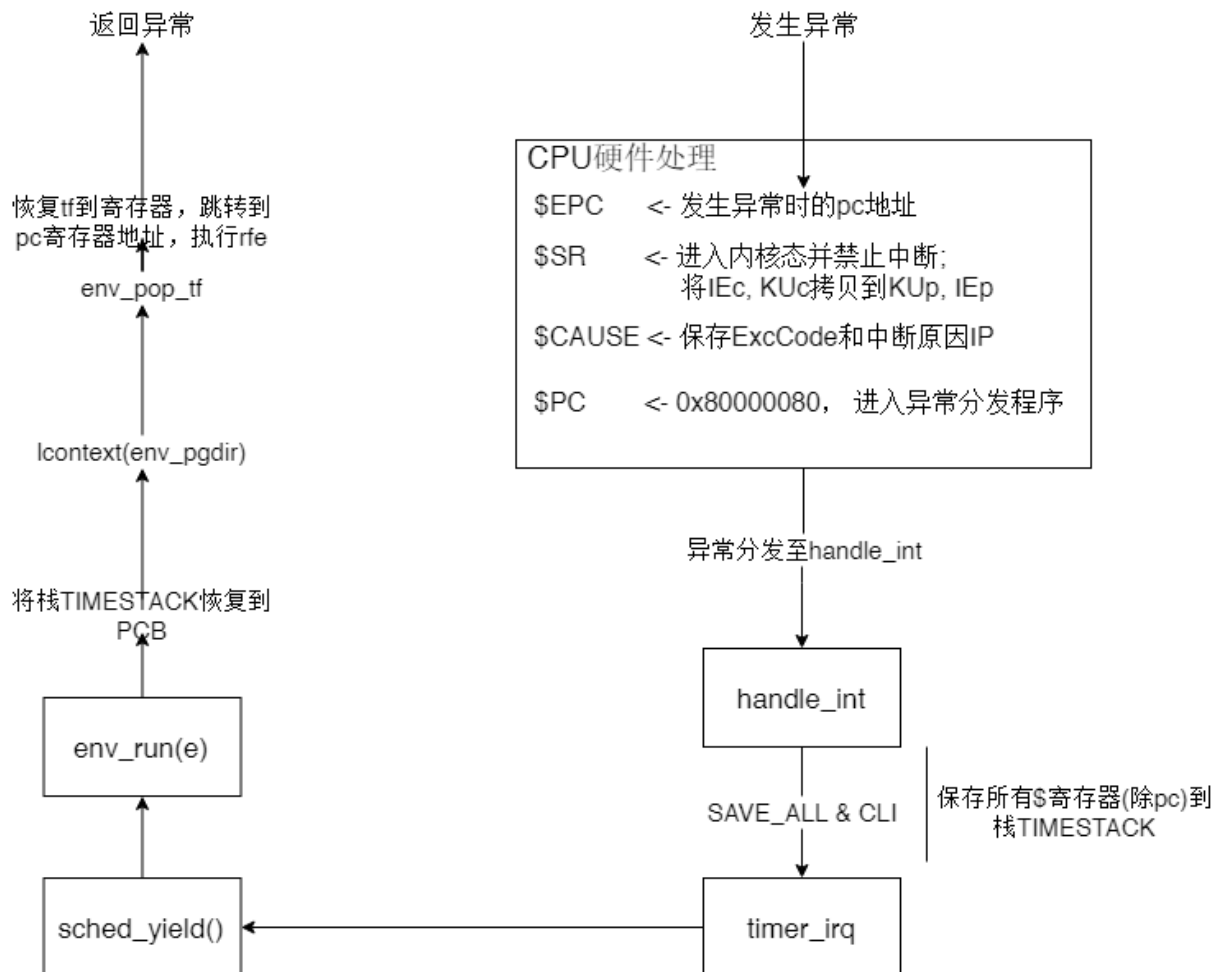 返回异常
恢复tf到寄存器，跳转到
pc寄存器地址，执行rfe
env_pop_tf
lcontext(env_pgdir)
将栈TIMESTACK恢复到
PCB
env_run(e)
sched_yield()
发生异常
CPU硬件处理
$EPC <- 发生异常时的pc地址
$SR <- 进入内核态并禁止中断;
将IEc, KUc拷贝到KUp, IEp
$CAUSE <- 保存ExcCode和中断原因IP
$PC <- 0x80000080， 进入异常分发程序
异常分发至handle_int
handle_int
SAVE_ALL & CLI
保存所有$寄存器(除pc)到
栈TIMESTACK
timer_irq